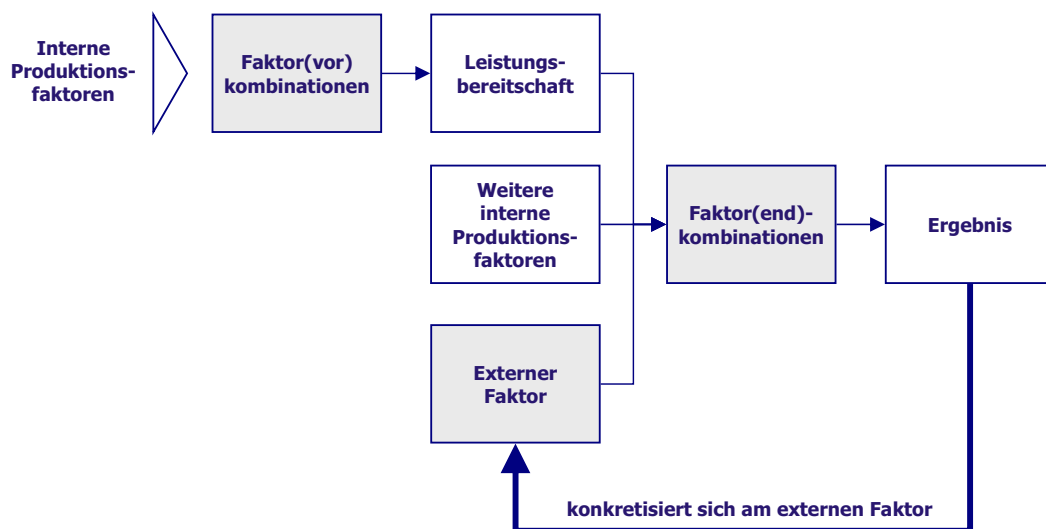 Interne
Produktions-
faktoren
Faktor(vor)
kombinationen
Leistungs-
bereitschaft
Weitere
interne
Produktions-
faktoren
Faktor(end)-
kombinationen
Ergebnis
Externer
Faktor
konkretisiert sich am externen Faktor